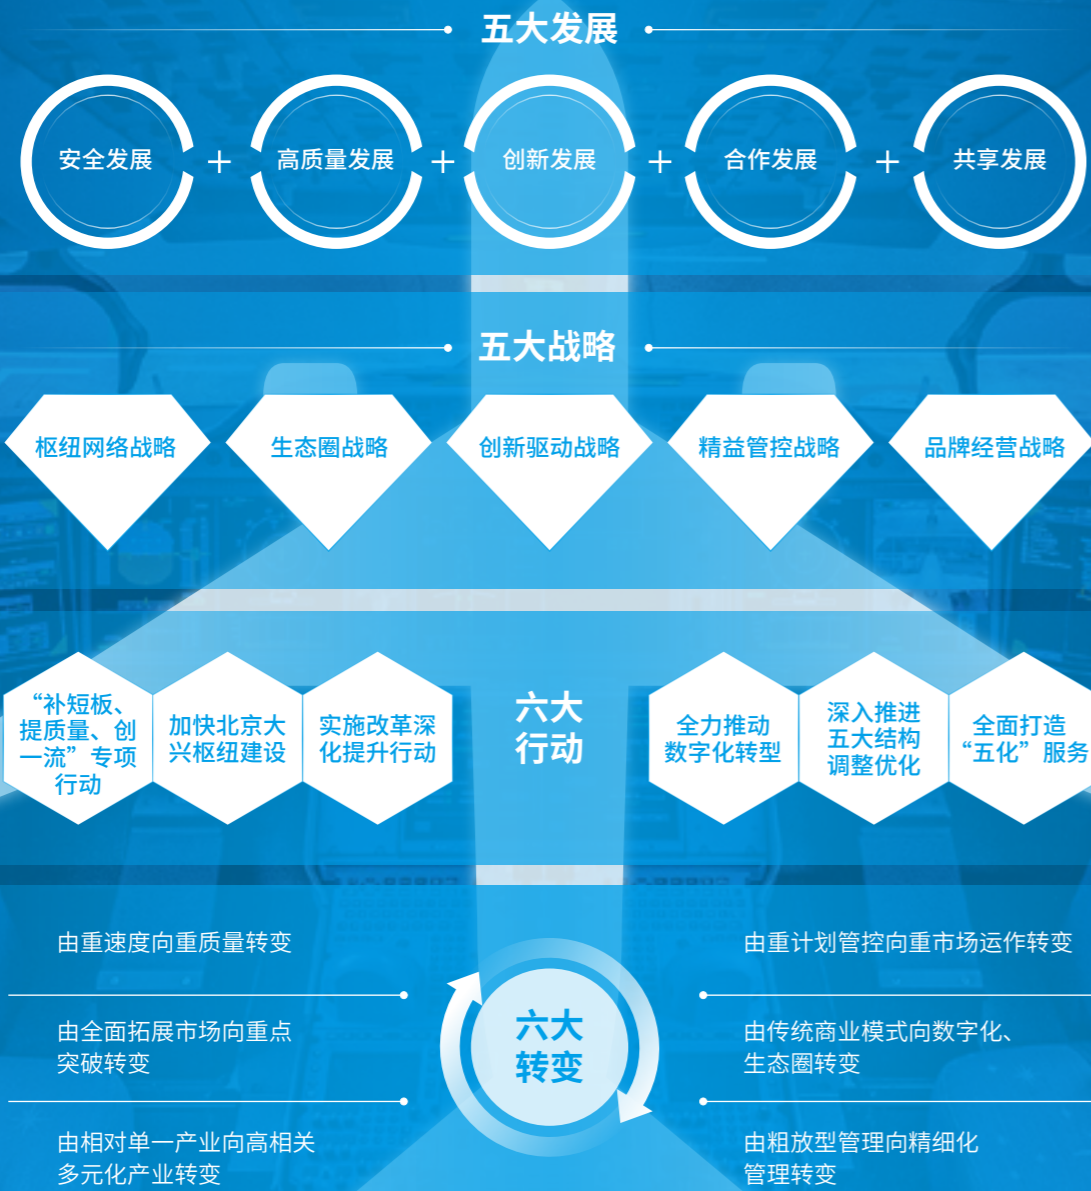 五大发展
安全发展
+
高质量发展
+
创新发展
+
合作发展
+
共享发展
五大战略
枢纽网络战略
生态圈战略
创新驱动战略
精益管控战略
品牌经营战略
“补短板、
提质量、创
一流”专项
行动
加快北京大
兴枢纽建设
实施改革深
化提升行动
六大
行动
全力推动
数字化转型
深入推进
五大结构
调整优化
全面打造
“五化”服务
由重速度向重质量转变
由全面拓展市场向重点
突破转变
由相对单一产业向高相关
多元化产业转变
六大
转变
由重计划管控向重市场运作转变
由传统商业模式向数字化、
生态圈转变
由粗放型管理向精细化
管理转变